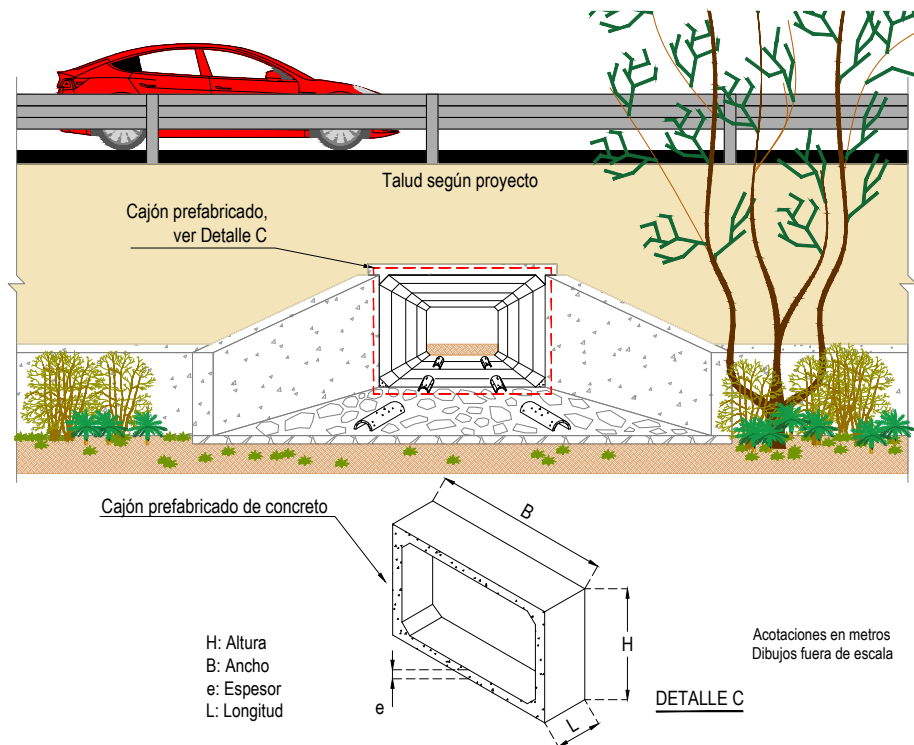 Talud según proyecto
Cajón prefabricado,
ver Detalle C
Cajón prefabricado de concreto
B
H
L
e
H: Altura
B: Ancho
e: Espesor
L: Longitud
Acotaciones en metros
Dibujos fuera de escala
DETALLE C